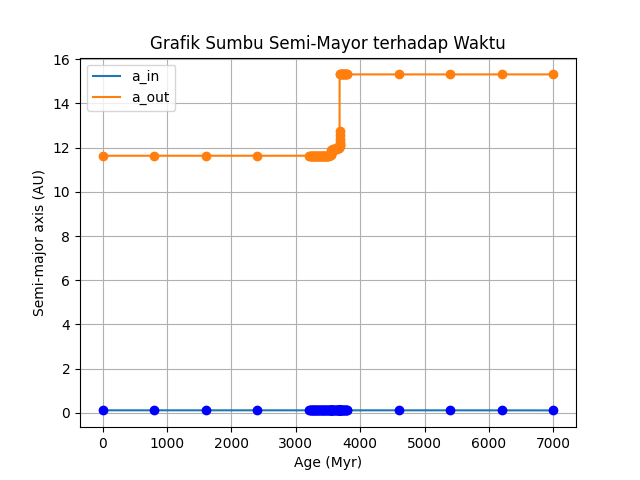 Grafik Sumbu Semi-Mayor terhadap Waktu
16
14
12
10
8
6
4
2
0
Semi-major axis (AU)
a_in
a_out
0 1000 2000 3000 4000 5000 6000 7000
Age (Myr)